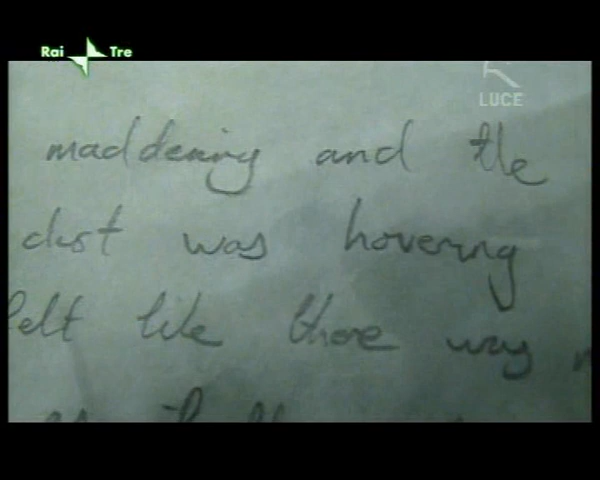 Rai Tre
LUCE
maddening and the
dust was hovering
felt like there was